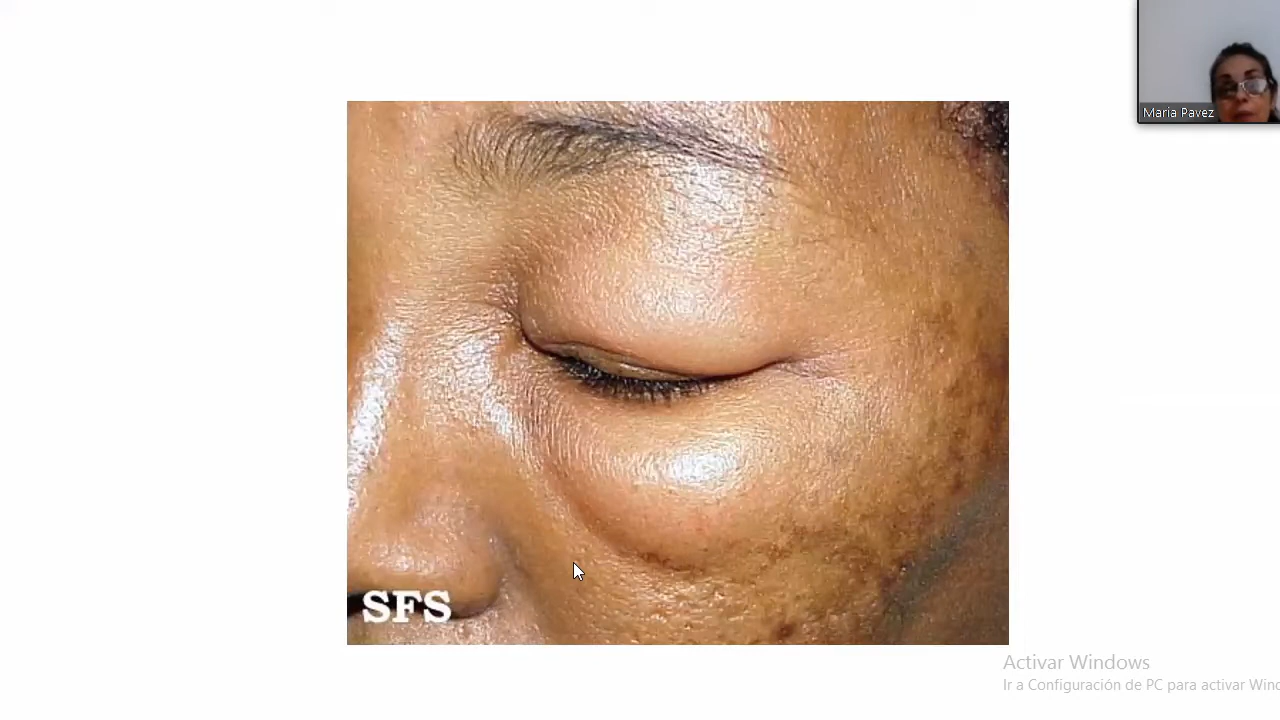 Maria Pavez
SFS
Activar Windows
Ir a Configuración de PC para activar Wind